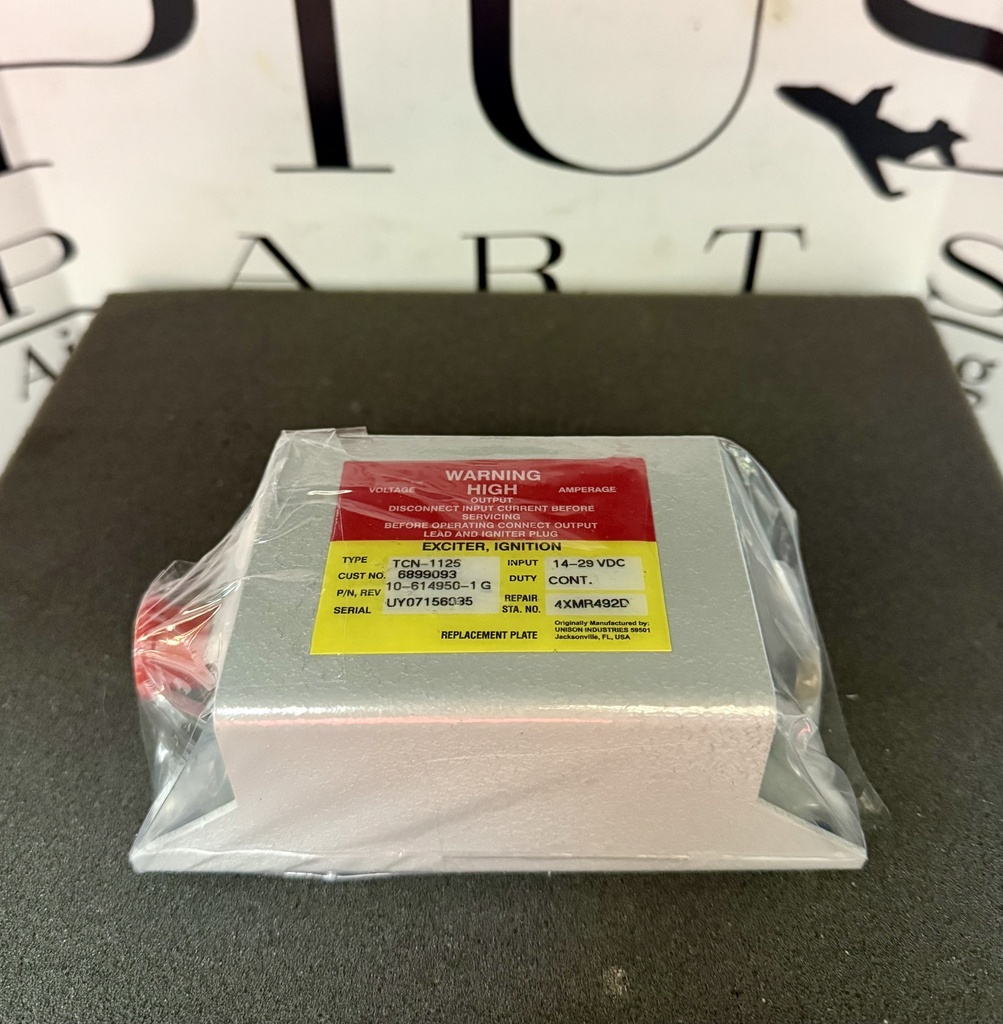 PIUS
PARTS
WARNING
VOLTAGE HIGH AMPERAGE
OUTPUT
DISCONNECT INPUT CURRENT BEFORE
SERVICING
BEFORE OPERATING CONNECT OUTPUT
LEAD AND IGNITER PLUG
EXCITER, IGNITION
TYPE TCN-1125 INPUT 14-29 VDC
CUST NO. 6899093 DUTY CONT.
P/N, REV 10-614950-1 G
SERIAL UY07156035 REPAIR STA. NO. 4XMR492D
REPLACEMENT PLATE
Originally Manufactured by:
UNISON INDUSTRIES 59501
Jacksonville, FL, USA